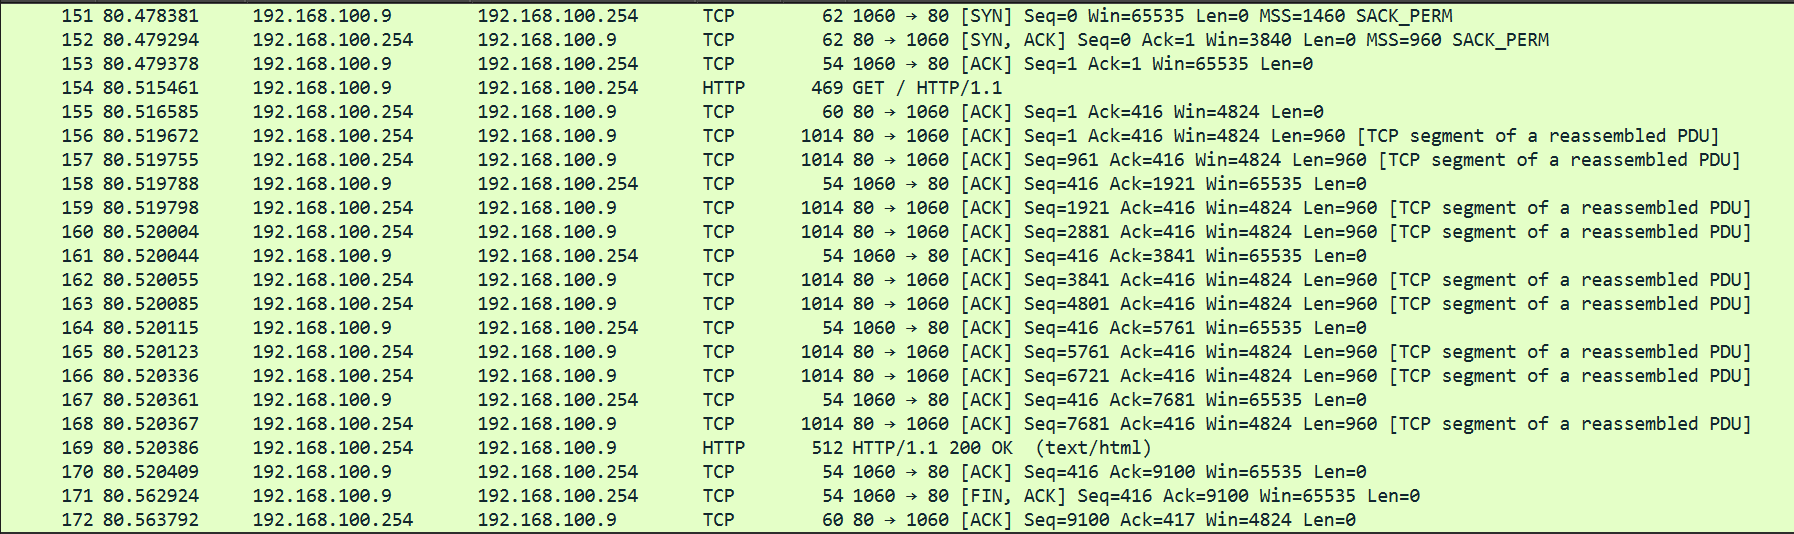 151 80.478381 192.168.100.9 192.168.100.254 TCP 62 1060 → 80 [SYN] Seq=0 Win=65535 Len=0 MSS=1460 SACK_PERM
152 80.479294 192.168.100.254 192.168.100.9 TCP 62 80 → 1060 [SYN, ACK] Seq=0 Ack=1 Win=3840 Len=0 MSS=960 SACK_PERM
153 80.479378 192.168.100.9 192.168.100.254 TCP 54 1060 → 80 [ACK] Seq=1 Ack=1 Win=65535 Len=0
154 80.515461 192.168.100.9 192.168.100.254 HTTP 469 GET / HTTP/1.1
155 80.516585 192.168.100.254 192.168.100.9 TCP 60 80 → 1060 [ACK] Seq=1 Ack=416 Win=4824 Len=0
156 80.519672 192.168.100.254 192.168.100.9 TCP 1014 80 → 1060 [ACK] Seq=1 Ack=416 Win=4824 Len=960 [TCP segment of a reassembled PDU]
157 80.519755 192.168.100.254 192.168.100.9 TCP 1014 80 → 1060 [ACK] Seq=961 Ack=416 Win=4824 Len=960 [TCP segment of a reassembled PDU]
158 80.519788 192.168.100.9 192.168.100.254 TCP 54 1060 → 80 [ACK] Seq=416 Ack=1921 Win=65535 Len=0
159 80.519798 192.168.100.254 192.168.100.9 TCP 1014 80 → 1060 [ACK] Seq=1921 Ack=416 Win=4824 Len=960 [TCP segment of a reassembled PDU]
160 80.520004 192.168.100.254 192.168.100.9 TCP 1014 80 → 1060 [ACK] Seq=2881 Ack=416 Win=4824 Len=960 [TCP segment of a reassembled PDU]
161 80.520044 192.168.100.9 192.168.100.254 TCP 54 1060 → 80 [ACK] Seq=416 Ack=3841 Win=65535 Len=0
162 80.520055 192.168.100.254 192.168.100.9 TCP 1014 80 → 1060 [ACK] Seq=3841 Ack=416 Win=4824 Len=960 [TCP segment of a reassembled PDU]
163 80.520085 192.168.100.254 192.168.100.9 TCP 1014 80 → 1060 [ACK] Seq=4801 Ack=416 Win=4824 Len=960 [TCP segment of a reassembled PDU]
164 80.520115 192.168.100.9 192.168.100.254 TCP 54 1060 → 80 [ACK] Seq=416 Ack=5761 Win=65535 Len=0
165 80.520123 192.168.100.254 192.168.100.9 TCP 1014 80 → 1060 [ACK] Seq=5761 Ack=416 Win=4824 Len=960 [TCP segment of a reassembled PDU]
166 80.520336 192.168.100.254 192.168.100.9 TCP 1014 80 → 1060 [ACK] Seq=6721 Ack=416 Win=4824 Len=960 [TCP segment of a reassembled PDU]
167 80.520361 192.168.100.9 192.168.100.254 TCP 54 1060 → 80 [ACK] Seq=416 Ack=7681 Win=65535 Len=0
168 80.520367 192.168.100.254 192.168.100.9 TCP 1014 80 → 1060 [ACK] Seq=7681 Ack=416 Win=4824 Len=960 [TCP segment of a reassembled PDU]
169 80.520386 192.168.100.254 192.168.100.9 HTTP 512 HTTP/1.1 200 OK (text/html)
170 80.520409 192.168.100.9 192.168.100.254 TCP 54 1060 → 80 [ACK] Seq=416 Ack=9100 Win=65535 Len=0
171 80.562924 192.168.100.9 192.168.100.254 TCP 54 1060 → 80 [FIN, ACK] Seq=416 Ack=9100 Win=65535 Len=0
172 80.563792 192.168.100.254 192.168.100.9 TCP 60 80 → 1060 [ACK] Seq=9100 Ack=417 Win=4824 Len=0